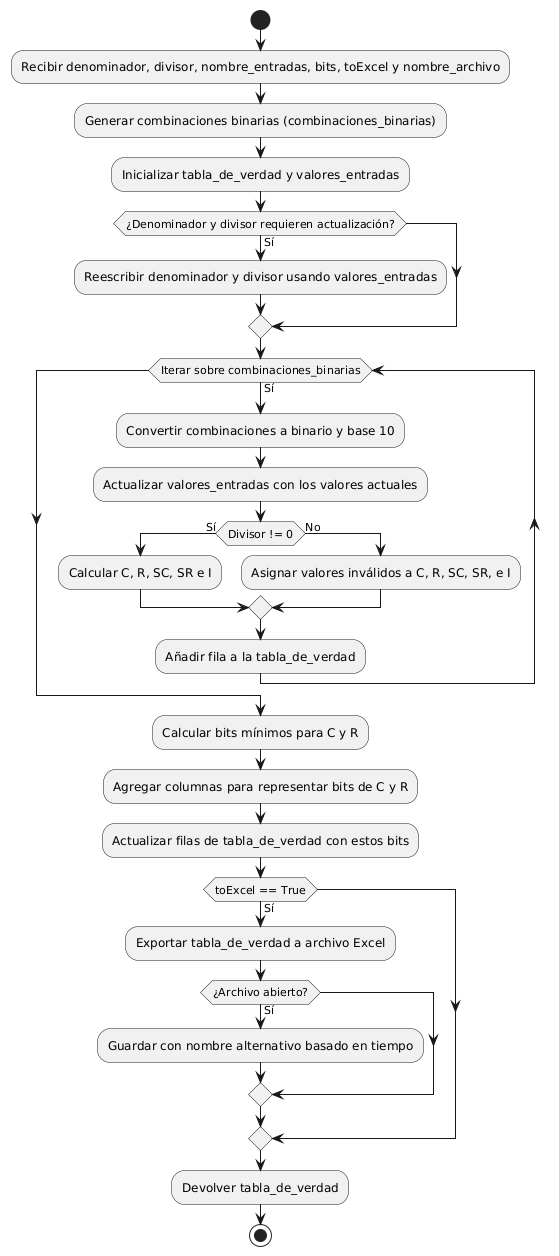 Recibir denominador, divisor, nombre_entradas, bits, toExcel y nombre_archivo
Generar combinaciones binarias (combinaciones_binarias)
Inicializar tabla_de_verdad y valores_entradas
¿Denominador y divisor requieren actualización?
Sí
Reescribir denominador y divisor usando valores_entradas
Iterar sobre combinaciones_binarias
Sí
Convertir combinaciones a binario y base 10
Actualizar valores_entradas con los valores actuales
Sí
Divisor != 0
No
Calcular C, R, SC, SR e I
Asignar valores inválidos a C, R, SC, SR, e I
Añadir fila a la tabla_de_verdad
Calcular bits mínimos para C y R
Agregar columnas para representar bits de C y R
Actualizar filas de tabla_de_verdad con estos bits
toExcel == True
Sí
Exportar tabla_de_verdad a archivo Excel
¿Archivo abierto?
Sí
Guardar con nombre alternativo basado en tiempo
Devolver tabla_de_verdad